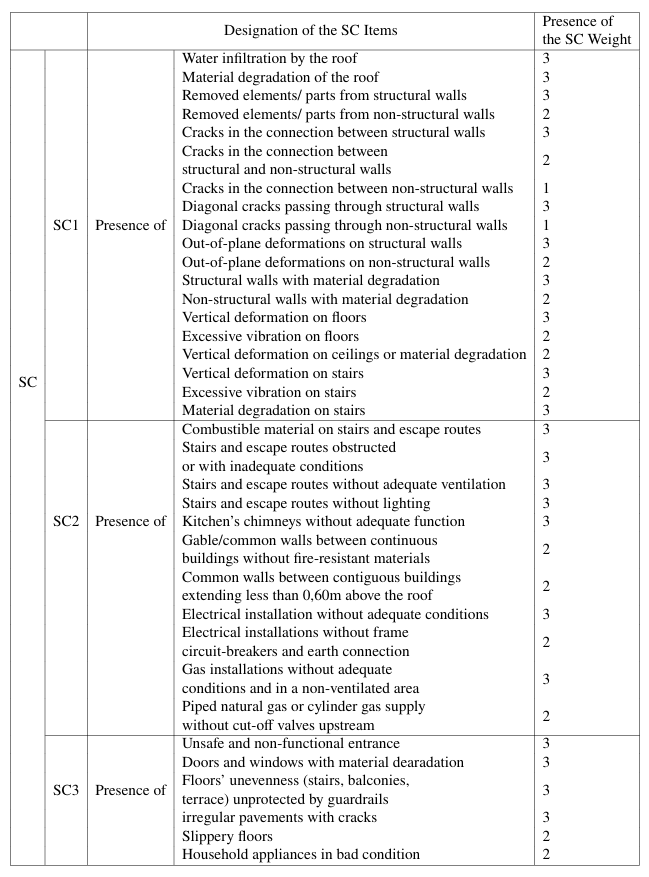 Designation of the SC Items
Presence of
the SC Weight
SC
SC1
Presence of
Water infiltration by the roof 3
Material degradation of the roof 3
Removed elements/ parts from structural walls 3
Removed elements/ parts from non-structural walls 2
Cracks in the connection between structural walls 3
Cracks in the connection between
structural and non-structural walls
2
Cracks in the connection between non-structural walls 1
Diagonal cracks passing through structural walls 3
Diagonal cracks passing through non-structural walls 1
Out-of-plane deformations on structural walls 3
Out-of-plane deformations on non-structural walls 2
Structural walls with material degradation 3
Non-structural walls with material degradation 2
Vertical deformation on floors 3
Excessive vibration on floors 2
Vertical deformation on ceilings or material degradation 2
Vertical deformation on stairs 3
Excessive vibration on stairs 2
Material degradation on stairs 3
SC2
Presence of
Combustible material on stairs and escape routes 3
Stairs and escape routes obstructed
or with inadequate conditions
3
Stairs and escape routes without adequate ventilation 3
Stairs and escape routes without lighting 3
Kitchen's chimneys without adequate function 3
Gable/common walls between continuous
buildings without fire-resistant materials
2
Common walls between contiguous buildings
extending less than 0,60m above the roof
2
Electrical installation without adequate conditions 3
Electrical installations without frame
circuit-breakers and earth connection
2
Gas installations without adequate
conditions and in a non-ventilated area
3
Piped natural gas or cylinder gas supply
without cut-off valves upstream
2
SC3
Presence of
Unsafe and non-functional entrance 3
Doors and windows with material dearadation 3
Floors' unevenness (stairs, balconies,
terrace) unprotected by guardrails
3
irregular pavements with cracks 3
Slippery floors 2
Household appliances in bad condition 2